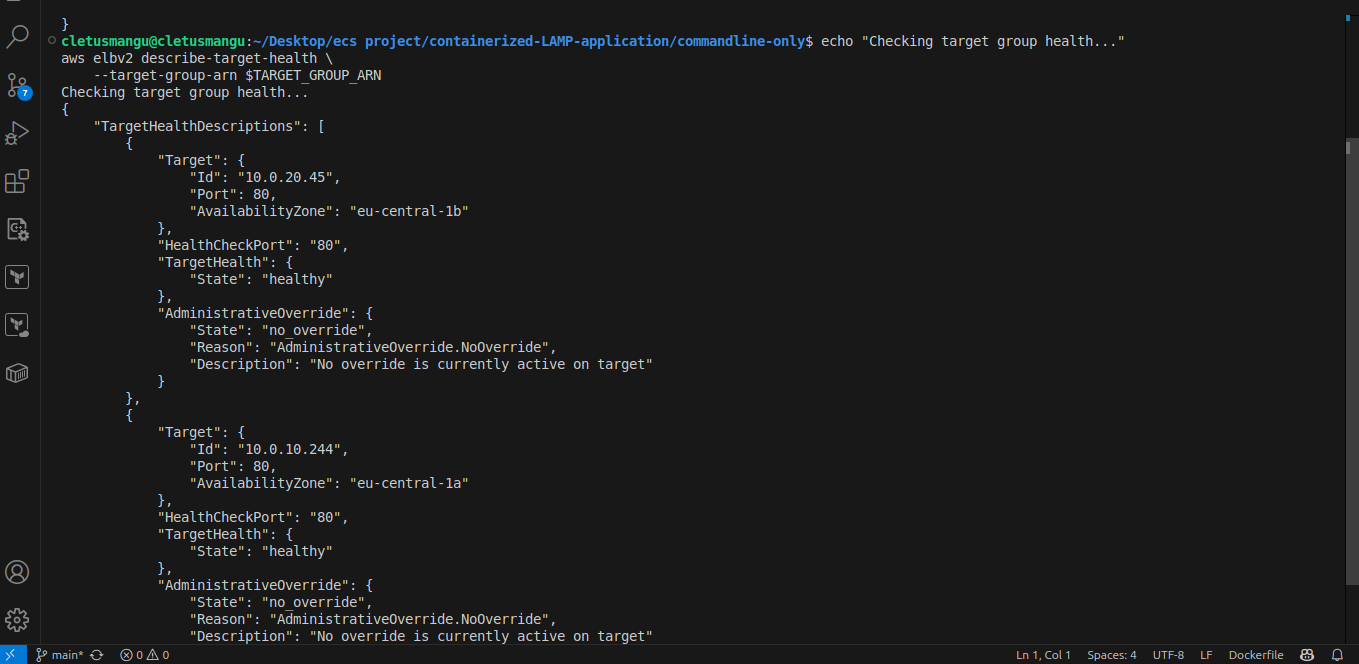 }
cletusmangu@cletusmangu:~/Desktop/ecs project/containerized-LAMP-application/commandline-only$ echo "Checking target group health..."
aws elbv2 describe-target-health \
    --target-group-arn $TARGET_GROUP_ARN
Checking target group health...
{
    "TargetHealthDescriptions": [
        {
            "Target": {
                "Id": "10.0.20.45",
                "Port": 80,
                "AvailabilityZone": "eu-central-1b"
            },
            "HealthCheckPort": "80",
            "TargetHealth": {
                "State": "healthy"
            },
            "AdministrativeOverride": {
                "State": "no_override",
                "Reason": "AdministrativeOverride.NoOverride",
                "Description": "No override is currently active on target"
            }
        },
        {
            "Target": {
                "Id": "10.0.10.244",
                "Port": 80,
                "AvailabilityZone": "eu-central-1a"
            },
            "HealthCheckPort": "80",
            "TargetHealth": {
                "State": "healthy"
            },
            "AdministrativeOverride": {
                "State": "no_override",
                "Reason": "AdministrativeOverride.NoOverride",
                "Description": "No override is currently active on target"
7
main* 0 0 Ln 1, Col 1 Spaces: 4 UTF-8 LF Dockerfile